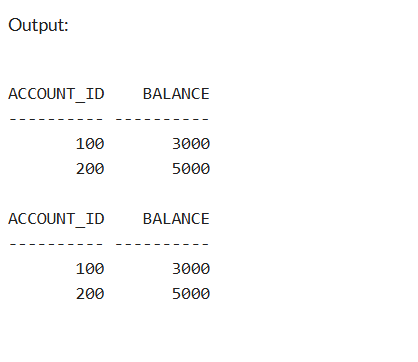 Output:
ACCOUNT_ID    BALANCE
---------- ----------
       100       3000
       200       5000
ACCOUNT_ID    BALANCE
---------- ----------
       100       3000
       200       5000